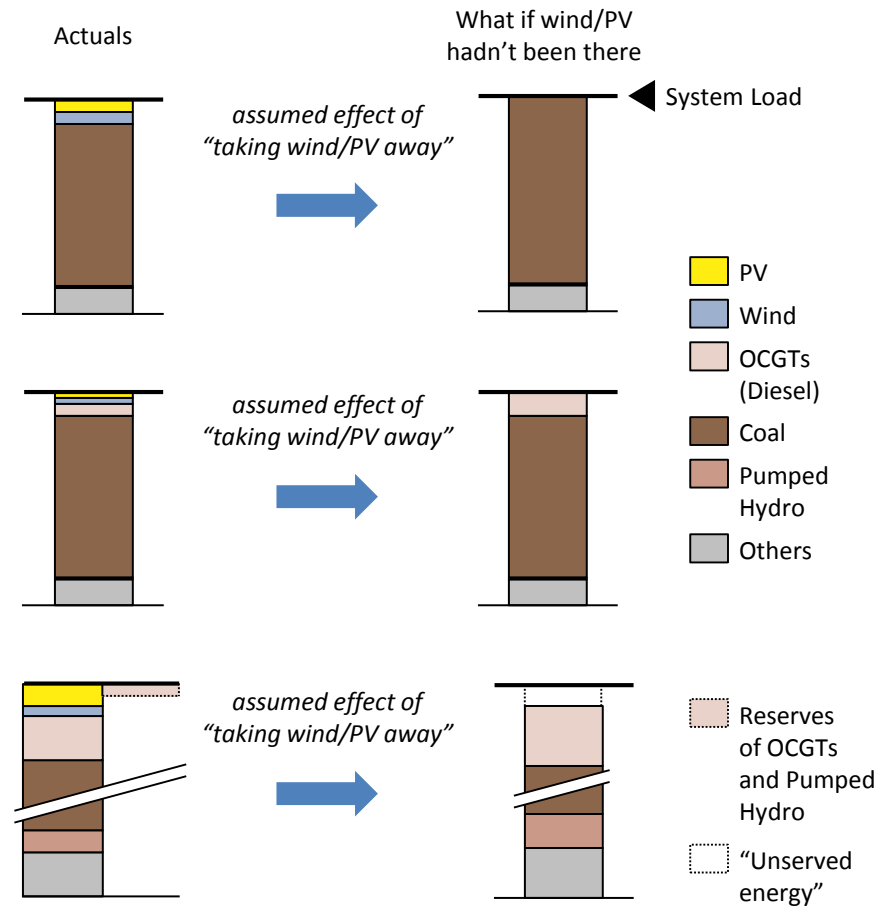 Actuals
What if wind/PV
hadn't been there
System Load
assumed effect of
“taking wind/PV away”
PV
Wind
OCGTs
(Diesel)
Coal
Pumped
Hydro
Others
assumed effect of
“taking wind/PV away”
assumed effect of
“taking wind/PV away”
Reserves
of OCGTs
and Pumped
Hydro
“Unserved
energy”